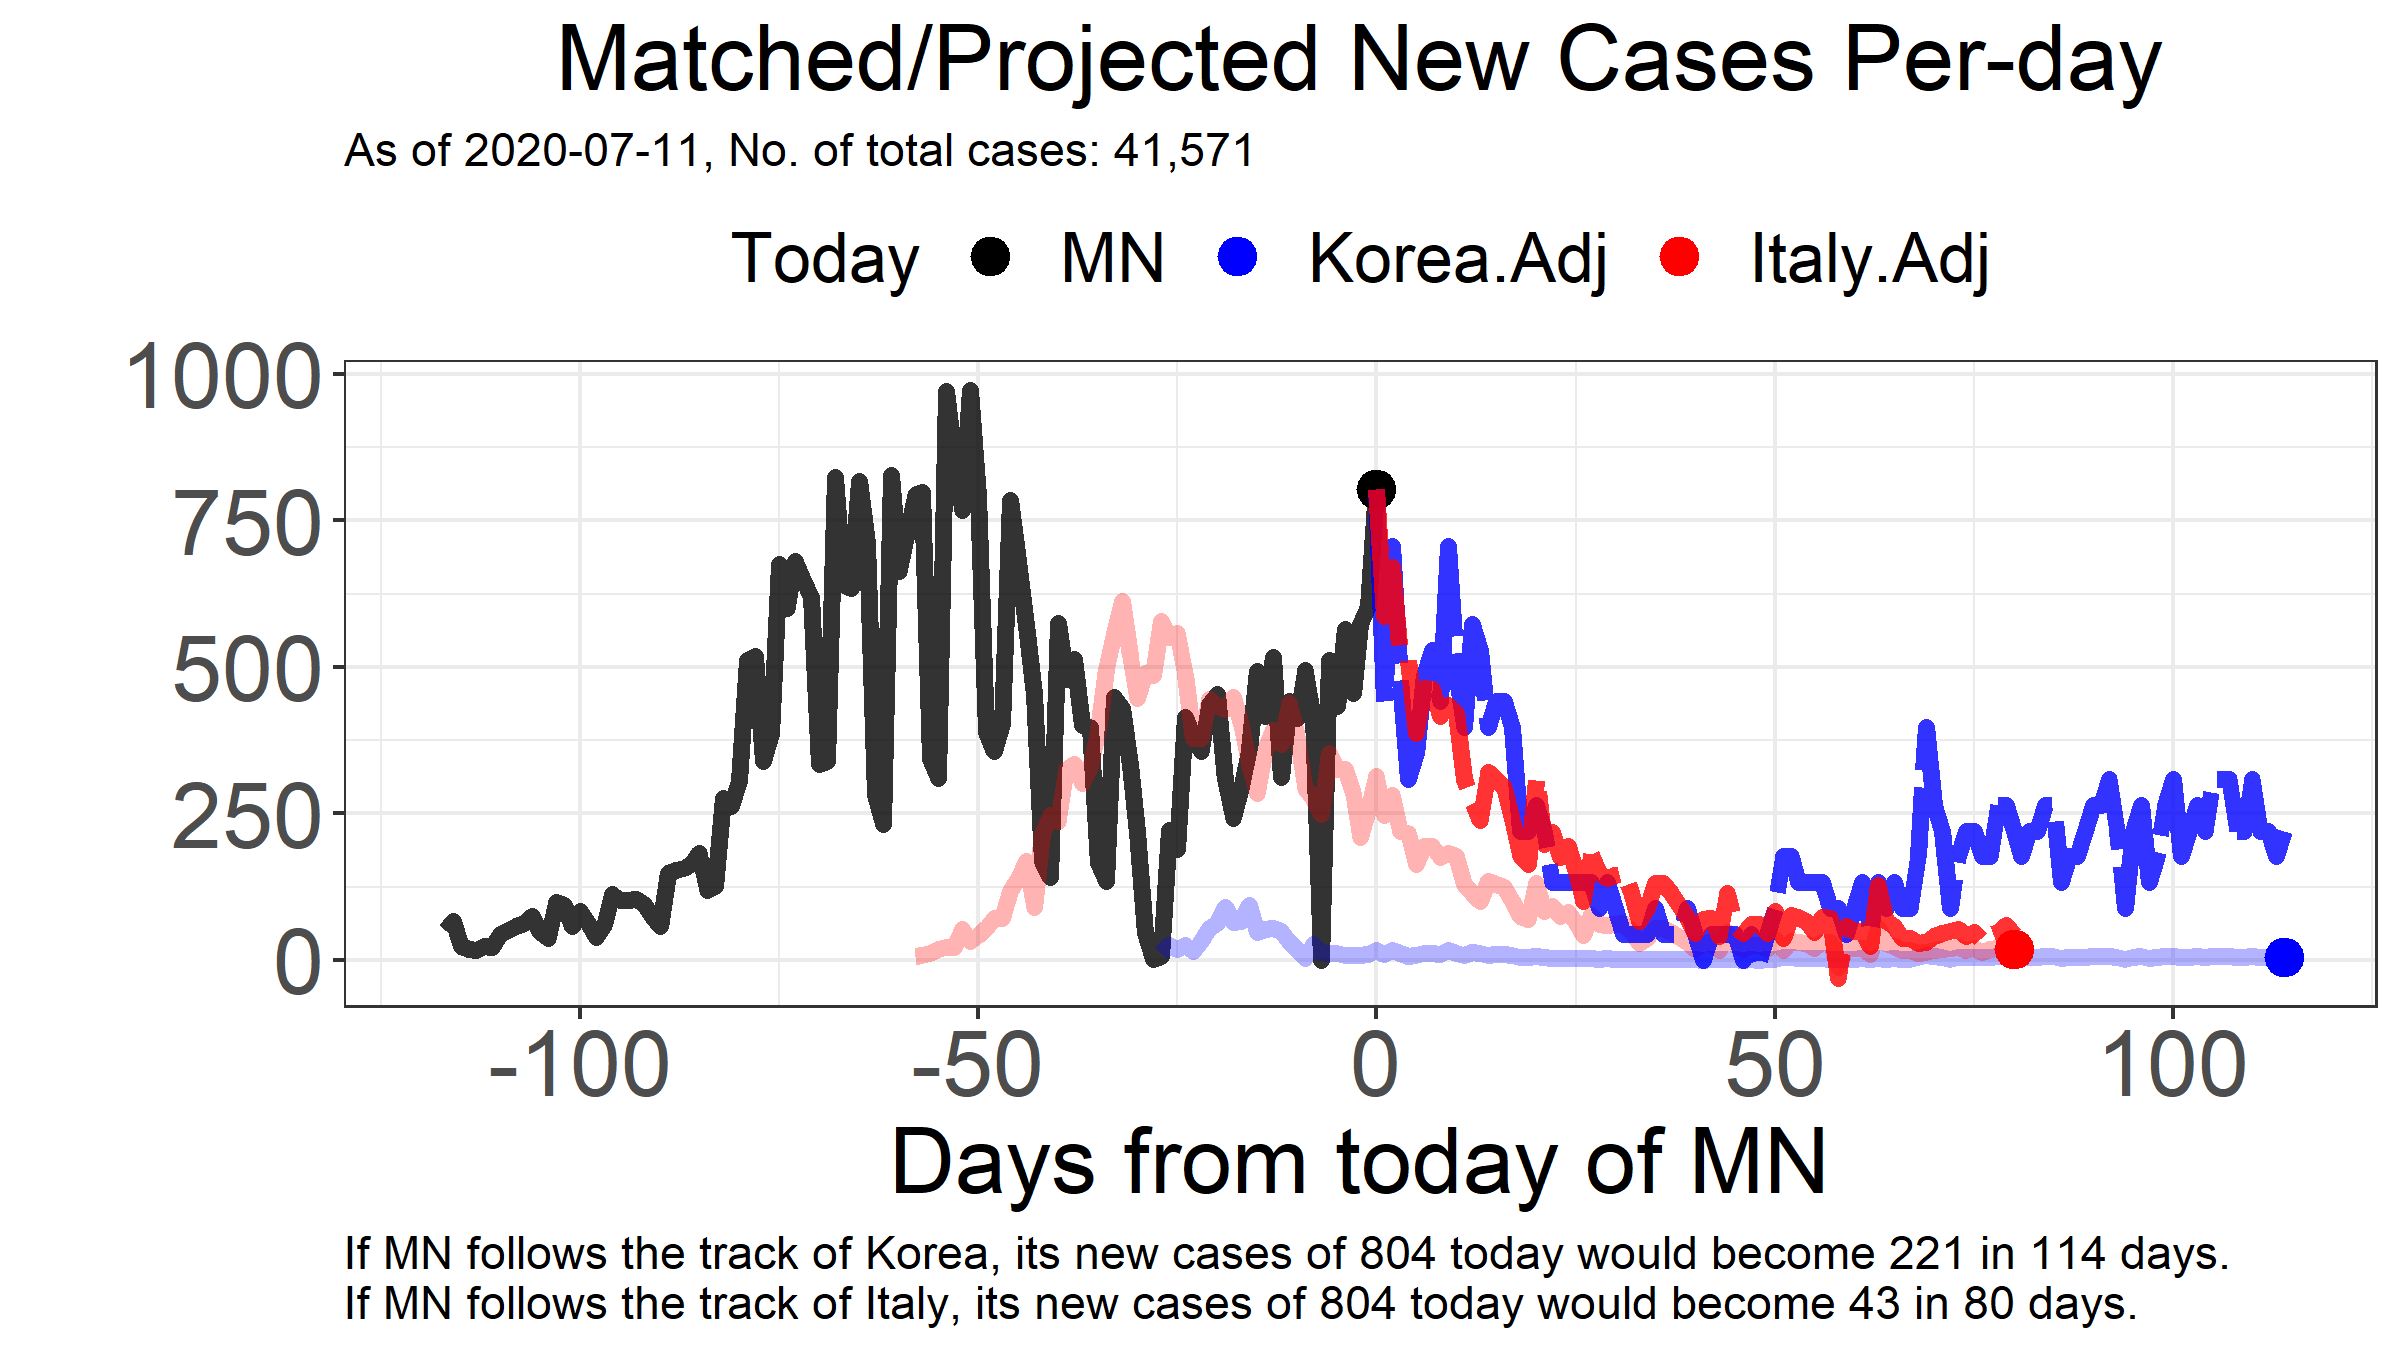 Matched/Projected New Cases Per-day
As of 2020-07-11, No. of total cases: 41,571
Today MN Korea.Adj Italy.Adj
1000
750
500
250
0
-100 -50 0 50 100
Days from today of MN
If MN follows the track of Korea, its new cases of 804 today would become 221 in 114 days.
If MN follows the track of Italy, its new cases of 804 today would become 43 in 80 days.